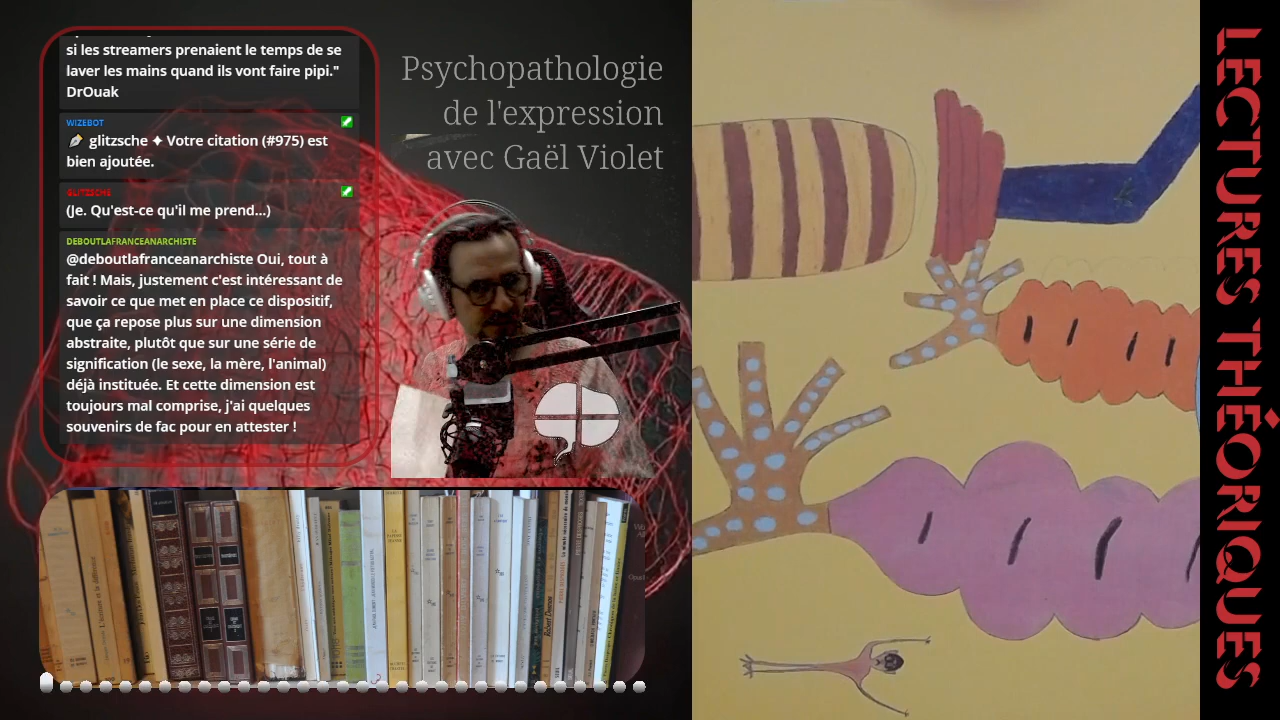 si les streamers prenaient le temps de se
laver les mains quand ils vont faire pipi."
DrOuak
WIZEBOT
glitzsche ✦ Votre citation (#975) est
bien ajoutée.
GLITZSCHE
(Je. Qu'est-ce qu'il me prend...)
DEBOUTLAFRANCEANARCHISTE
@deboutlafranceanarchiste Oui, tout à
fait ! Mais, justement c'est intéressant de
savoir ce que met en place ce dispositif,
que ça repose plus sur une dimension
abstraite, plutôt que sur une série de
signification (le sexe, la mère, l'animal)
déjà instituée. Et cette dimension est
toujours mal comprise, j'ai quelques
souvenirs de fac pour en attester !
Psychopathologie
de l'expression
avec Gaël Violet
LECTURES THÉORIQUES